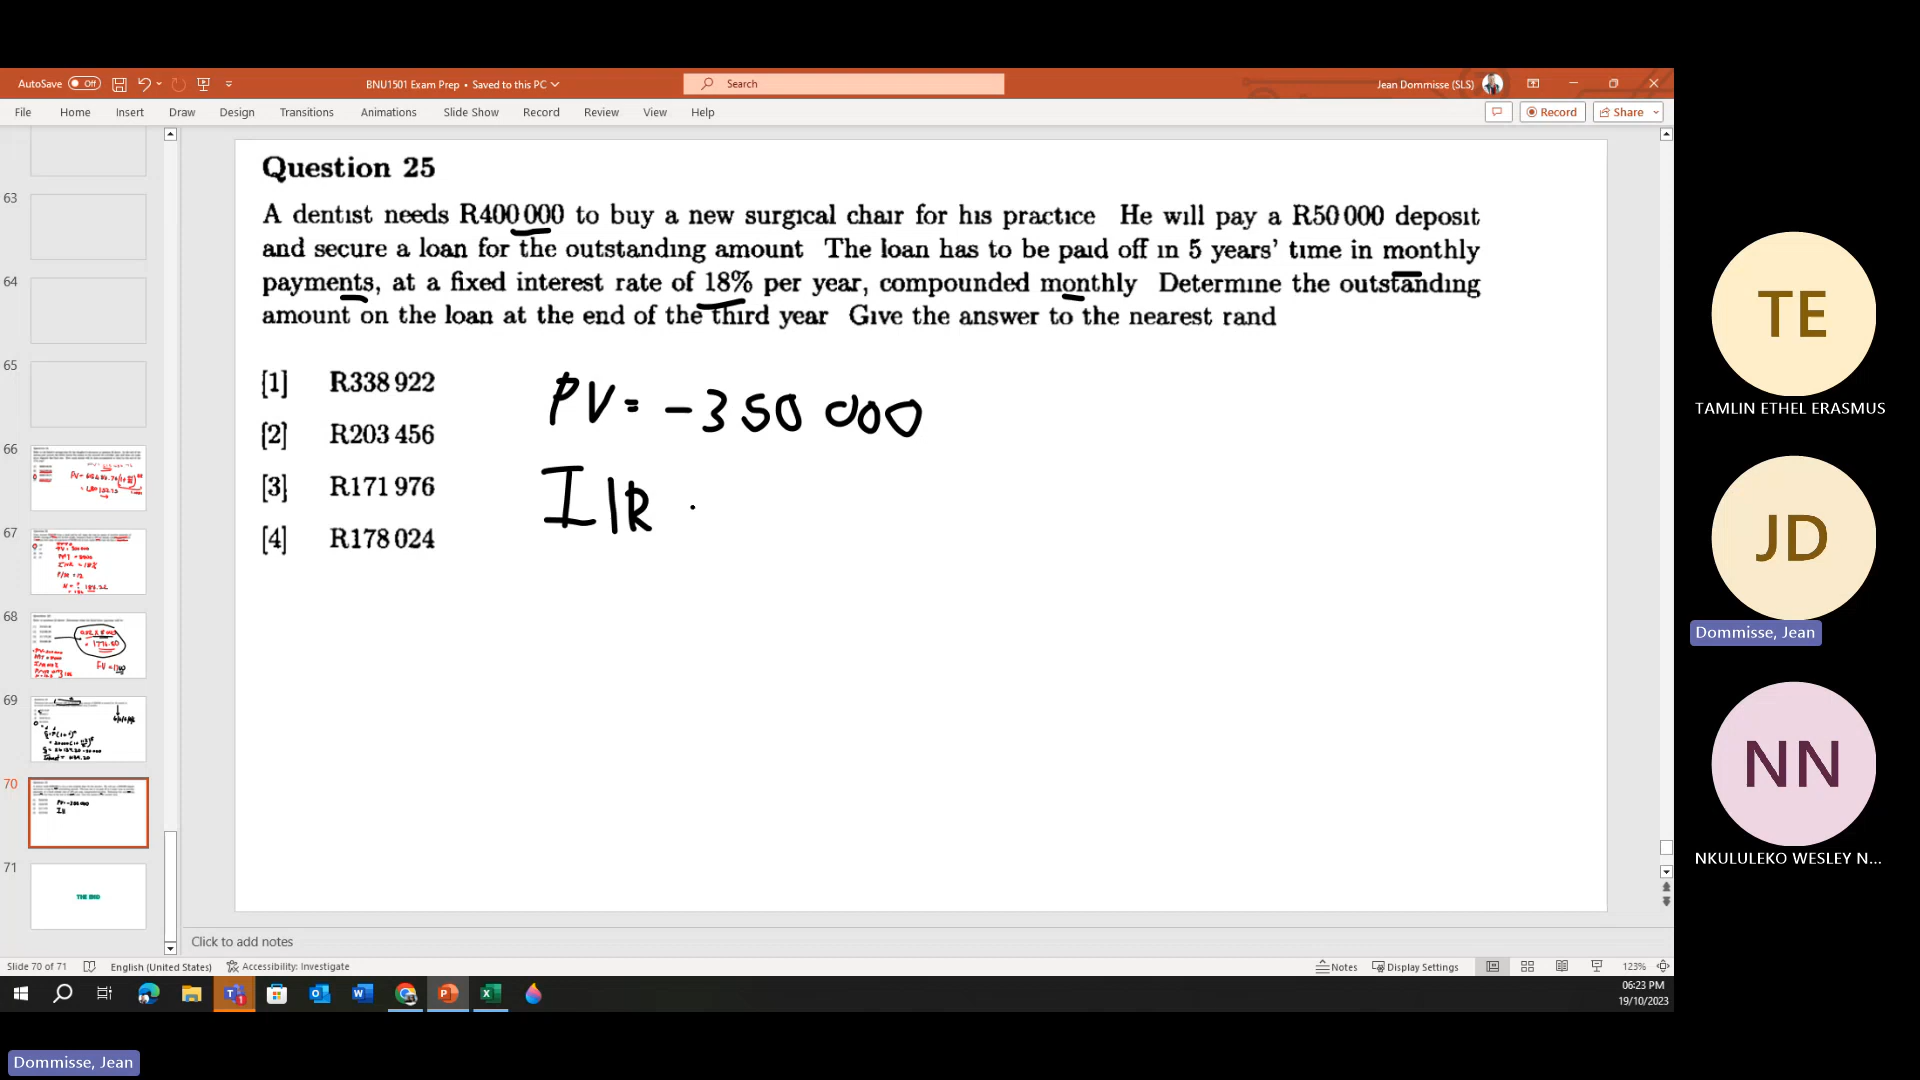 AutoSave Off
BNU1501 Exam Prep • Saved to this PC
Search
Jean Dommisse (SLS)
File Home Insert Draw Design Transitions Animations Slide Show Record Review View Help
Record Share
63
64
65
66
67
68
69
70
71
THE END
Question 25
A dentist needs R400 000 to buy a new surgical chair for his practice He will pay a R50 000 deposit
and secure a loan for the outstanding amount The loan has to be paid off in 5 years’ time in monthly
payments, at a fixed interest rate of 18% per year, compounded monthly Determine the outstanding
amount on the loan at the end of the third year Give the answer to the nearest rand
[1] R338 922
[2] R203 456
[3] R171 976
[4] R178 024
PV = -350 000
I/R
Click to add notes
Slide 70 of 71 English (United States) Accessibility: Investigate
Notes Display Settings 123%
06:23 PM
19/10/2023
TE
TAMLIN ETHEL ERASMUS
JD
Dommisse, Jean
NN
NKULULEKO WESLEY N...
Dommisse, Jean